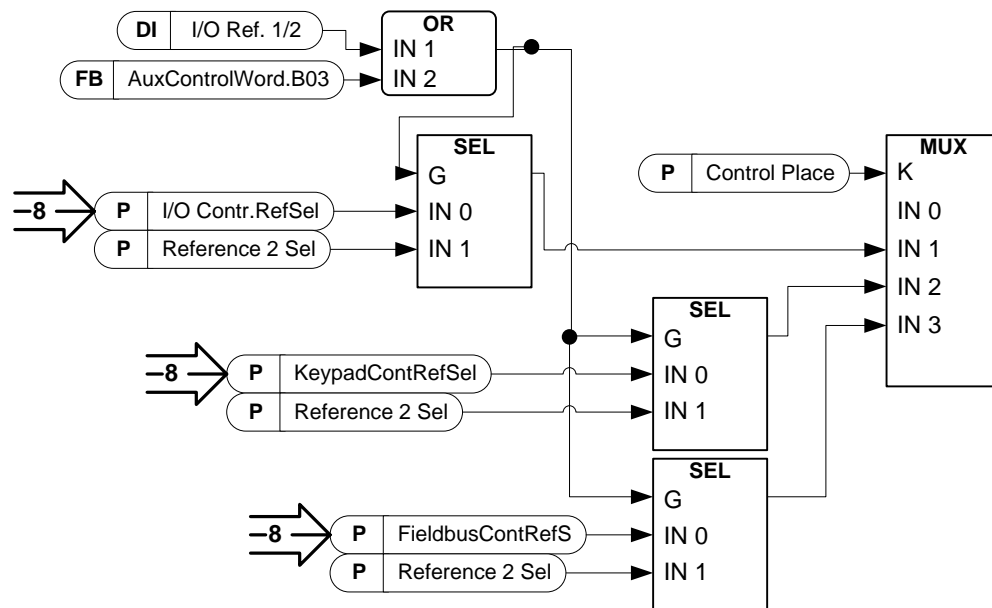 OR
DI I/O Ref. 1/2
IN 1
FB AuxControlWord.B03
IN 2
SEL
MUX
G
P Control Place
K
–8
P I/O Contr.RefSel
IN 0
IN 0
P Reference 2 Sel
IN 1
IN 1
IN 2
SEL
IN 3
G
–8
P KeypadContRefSel
IN 0
P Reference 2 Sel
IN 1
SEL
G
–8
P FieldbusContRefS
IN 0
P Reference 2 Sel
IN 1